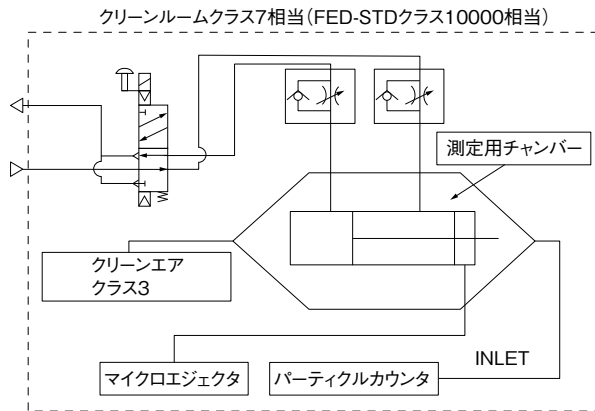 クリーンルームクラス7相当(FED-STDクラス10000相当)
測定用チャンバー
クリーンエア
クラス3
マイクロエジェクタ
パーティクルカウンタ
INLET